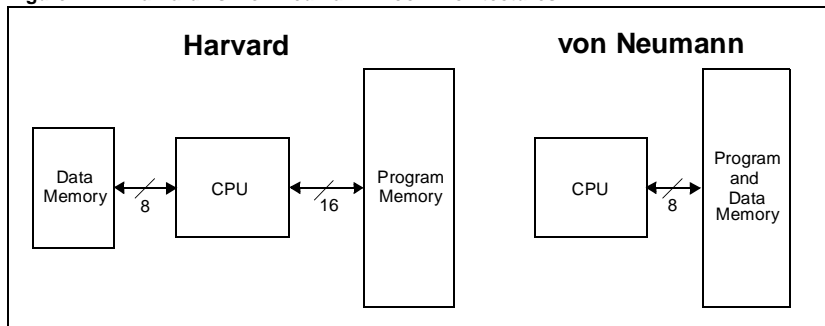 Harvard
von Neumann
Data
Memory
8
CPU
16
Program
Memory
CPU
8
Program
and
Data
Memory